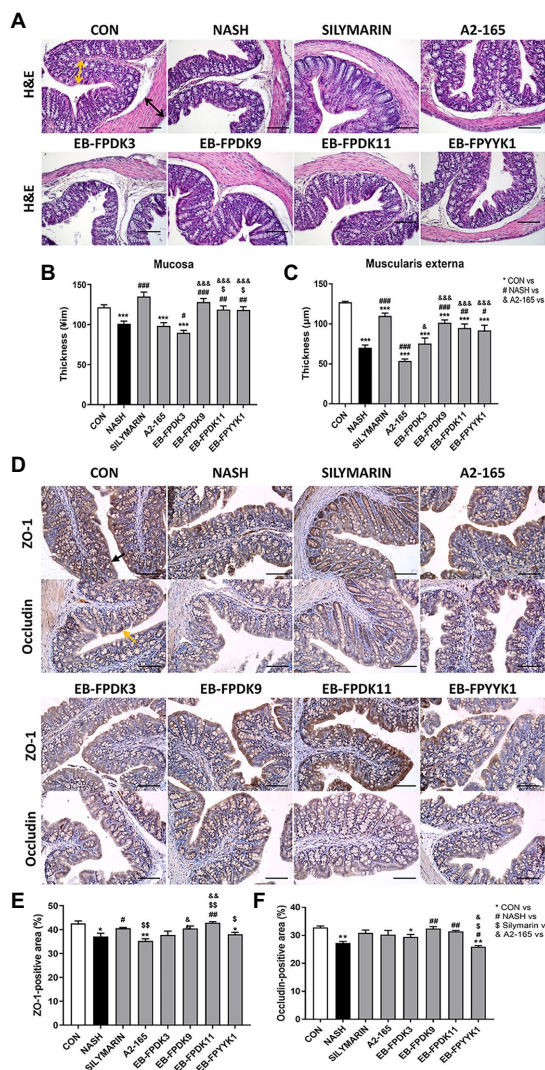 A
CON NASH SILYMARIN A2-165
H&E
EB-FPDK3 EB-FPDK9 EB-FPDK11 EB-FPYYK1
H&E
B
Mucosa
Thickness (¥/im)
150
100
50
0
***
###
***
#
***
&&&
###
&&&
$
##
&&&
$
##
CON NASH SILYMARIN A2-165 EB-FPDK3 EB-FPDK9 EB-FPDK11 EB-FPYYK1
C
Muscularis externa
Thickness (µm)
150
100
50
0
***
###
***
###
***
&
***
&&&
###
***
&&&
##
***
&&&
#
***
CON NASH SILYMARIN A2-165 EB-FPDK3 EB-FPDK9 EB-FPDK11 EB-FPYYK1
* CON vs
# NASH vs
& A2-165 vs
D
CON NASH SILYMARIN A2-165
ZO-1
Occludin
EB-FPDK3 EB-FPDK9 EB-FPDK11 EB-FPYYK1
ZO-1
Occludin
E
ZO-1-positive area (%)
50
40
30
20
10
0
*
#
$$
**
&
&&
$$
##
$
*
CON NASH SILYMARIN A2-165 EB-FPDK3 EB-FPDK9 EB-FPDK11 EB-FPYYK1
F
Occludin-positive area (%)
40
30
20
10
0
**
*
##
##
&
$
#
**
CON NASH SILYMARIN A2-165 EB-FPDK3 EB-FPDK9 EB-FPDK11 EB-FPYYK1
* CON vs
# NASH vs
$ Silymarin v
& A2-165 vs